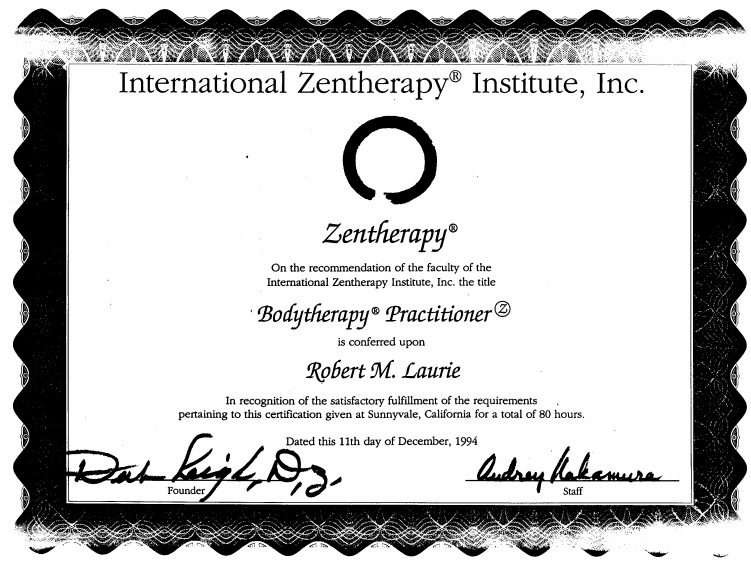 International Zentherapy® Institute, Inc.
Zentherapy®
On the recommendation of the faculty of the
International Zentherapy Institute, Inc. the title
Bodytherapy® Practitioner Ⓩ
is conferred upon
Robert M. Laurie
In recognition of the satisfactory fulfillment of the requirements
pertaining to this certification given at Sunnyvale, California for a total of 80 hours.
Dated this 11th day of December, 1994
Audrey Nakamura
Founder
Staff